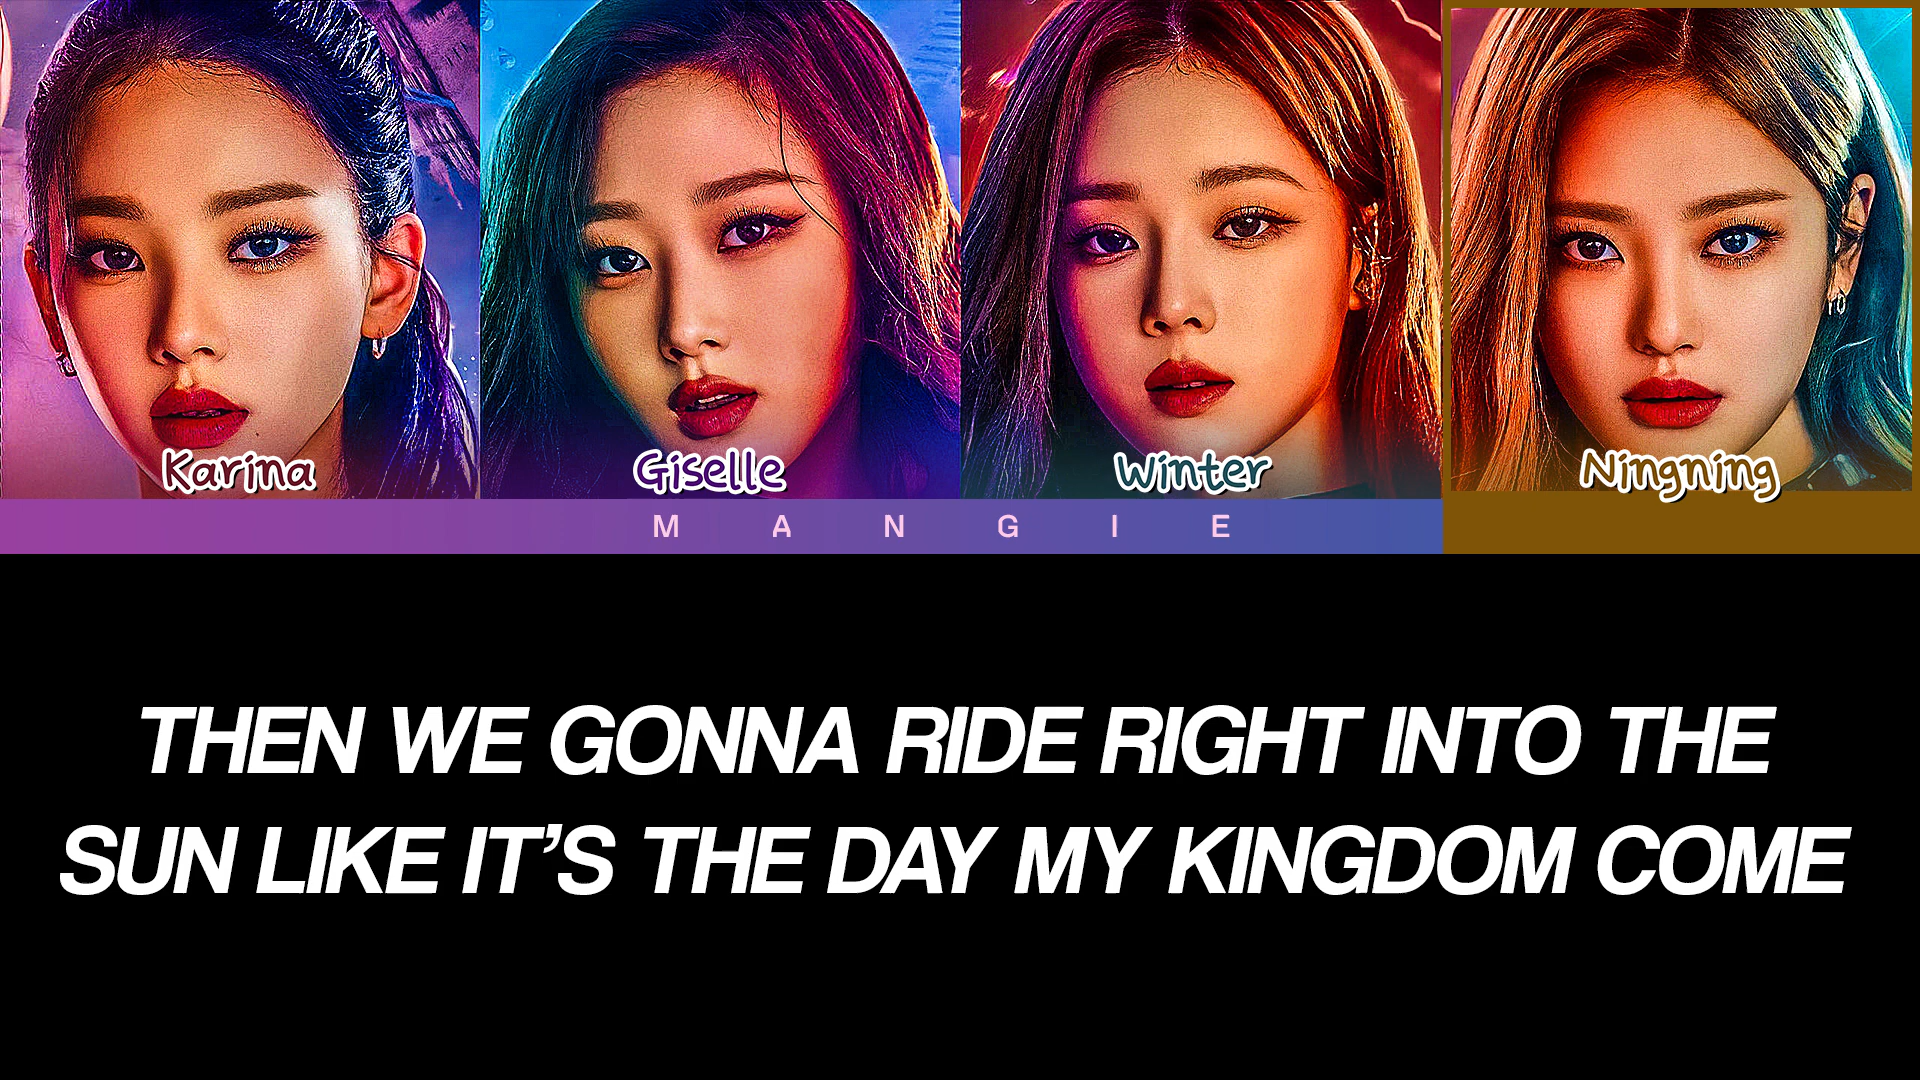 Karina Giselle Winter Ningning
MANGIE
THEN WE GONNA RIDE RIGHT INTO THE
SUN LIKE IT’S THE DAY MY KINGDOM COME